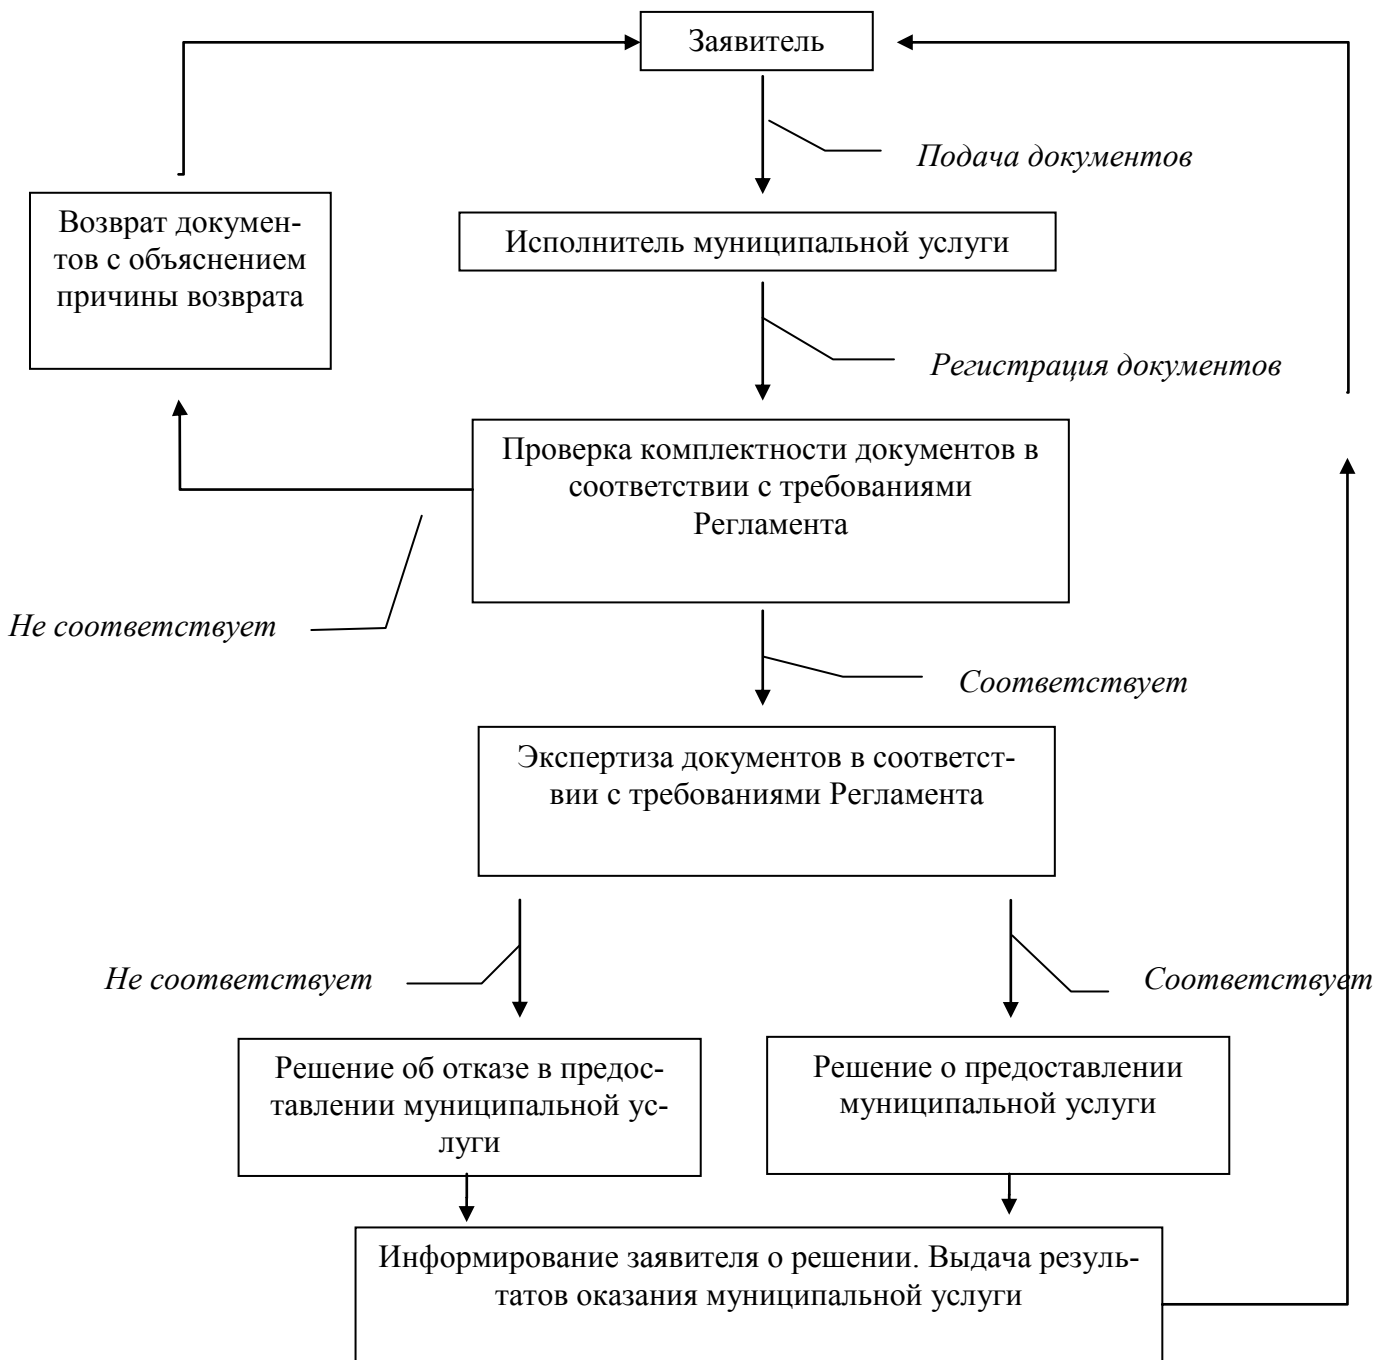 Заявитель
Подача документов
Возврат докумен-
тов с объяснением
причины возврата
Исполнитель муниципальной услуги
Регистрация документов
Проверка комплектности документов в
соответствии с требованиями
Регламента
Не соответствует
Соответствует
Экспертиза документов в соответст-
вии с требованиями Регламента
Не соответствует
Соответствует
Решение об отказе в предос-
тавлении муниципальной ус-
луги
Решение о предоставлении
муниципальной услуги
Информирование заявителя о решении. Выдача резуль-
татов оказания муниципальной услуги